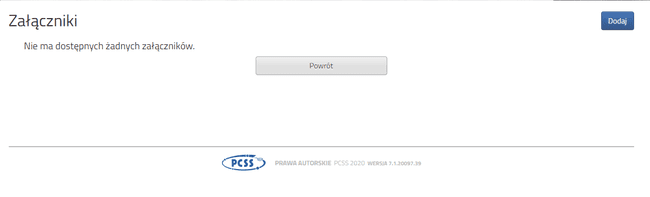 Załączniki
Dodaj
Nie ma dostępnych żadnych załączników.
Powrót
PCSS PRAWA AUTORSKIE PCSS 2020 WERSJA 7.1.20097.39